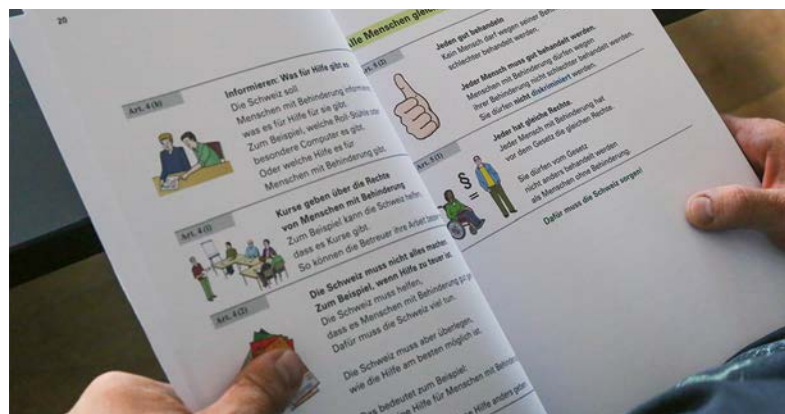 20
Art. 4 (h)
Informieren: Was für Hilfe gibt es
Die Schweiz soll
Menschen mit Behinderung informieren
was es für Hilfe für sie gibt.
Zum Beispiel, welche Roll-Stühle oder
besondere Computer es gibt.
Oder welche Hilfe es für
Menschen mit Behinderung gibt.
Art. 4 (i)
Kurse geben über die Rechte
von Menschen mit Behinderung
Zum Beispiel kann die Schweiz helfen,
dass es Kurse gibt.
So können die Betreuer ihre Arbeit
Art. 4 (2)
Die Schweiz muss nicht alles machen
Zum Beispiel, wenn Hilfe zu teuer ist.
Die Schweiz muss helfen,
dass es Menschen mit Behinderung gut
Dafür muss die Schweiz viel tun.
Die Schweiz muss aber überlegen,
wie die Hilfe am besten möglich ist.
Das bedeutet zum Beispiel:
Hilfe für Menschen mit
Hilfe anders
Alle Menschen
Jeden gut behandeln
Kein Mensch darf wegen seiner
schlechter behandelt werden.
Jeder Mensch muss gut behandelt werden.
Menschen mit Behinderung dürfen wegen
ihrer Behinderung nicht schlechter behandelt werden.
Sie dürfen nicht diskriminiert werden.
Art. 5 (1)
§
=
Jeder hat gleiche Rechte.
Jeder Mensch mit Behinderung hat
vor dem Gesetz die gleichen Rechte.
Sie dürfen vom Gesetz
nicht anders behandelt werden
als Menschen ohne Behinderung.
Dafür muss die Schweiz sorgen!